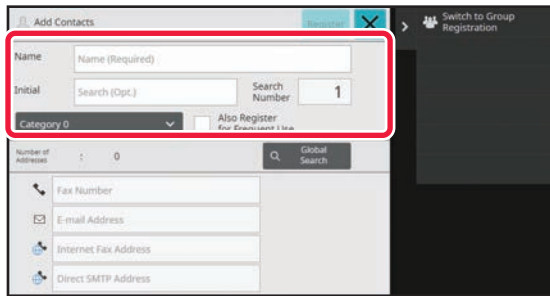 Add Contacts
Register
Switch to Group
Registration
Name
Name (Required)
Initial
Search (Opt.)
Search
Number
1
Category 0
Also Register
for Frequent Use
Number of
Addresses
:
0
Global
Search
Fax Number
E-mail Address
Internet Fax Address
Direct SMTP Address